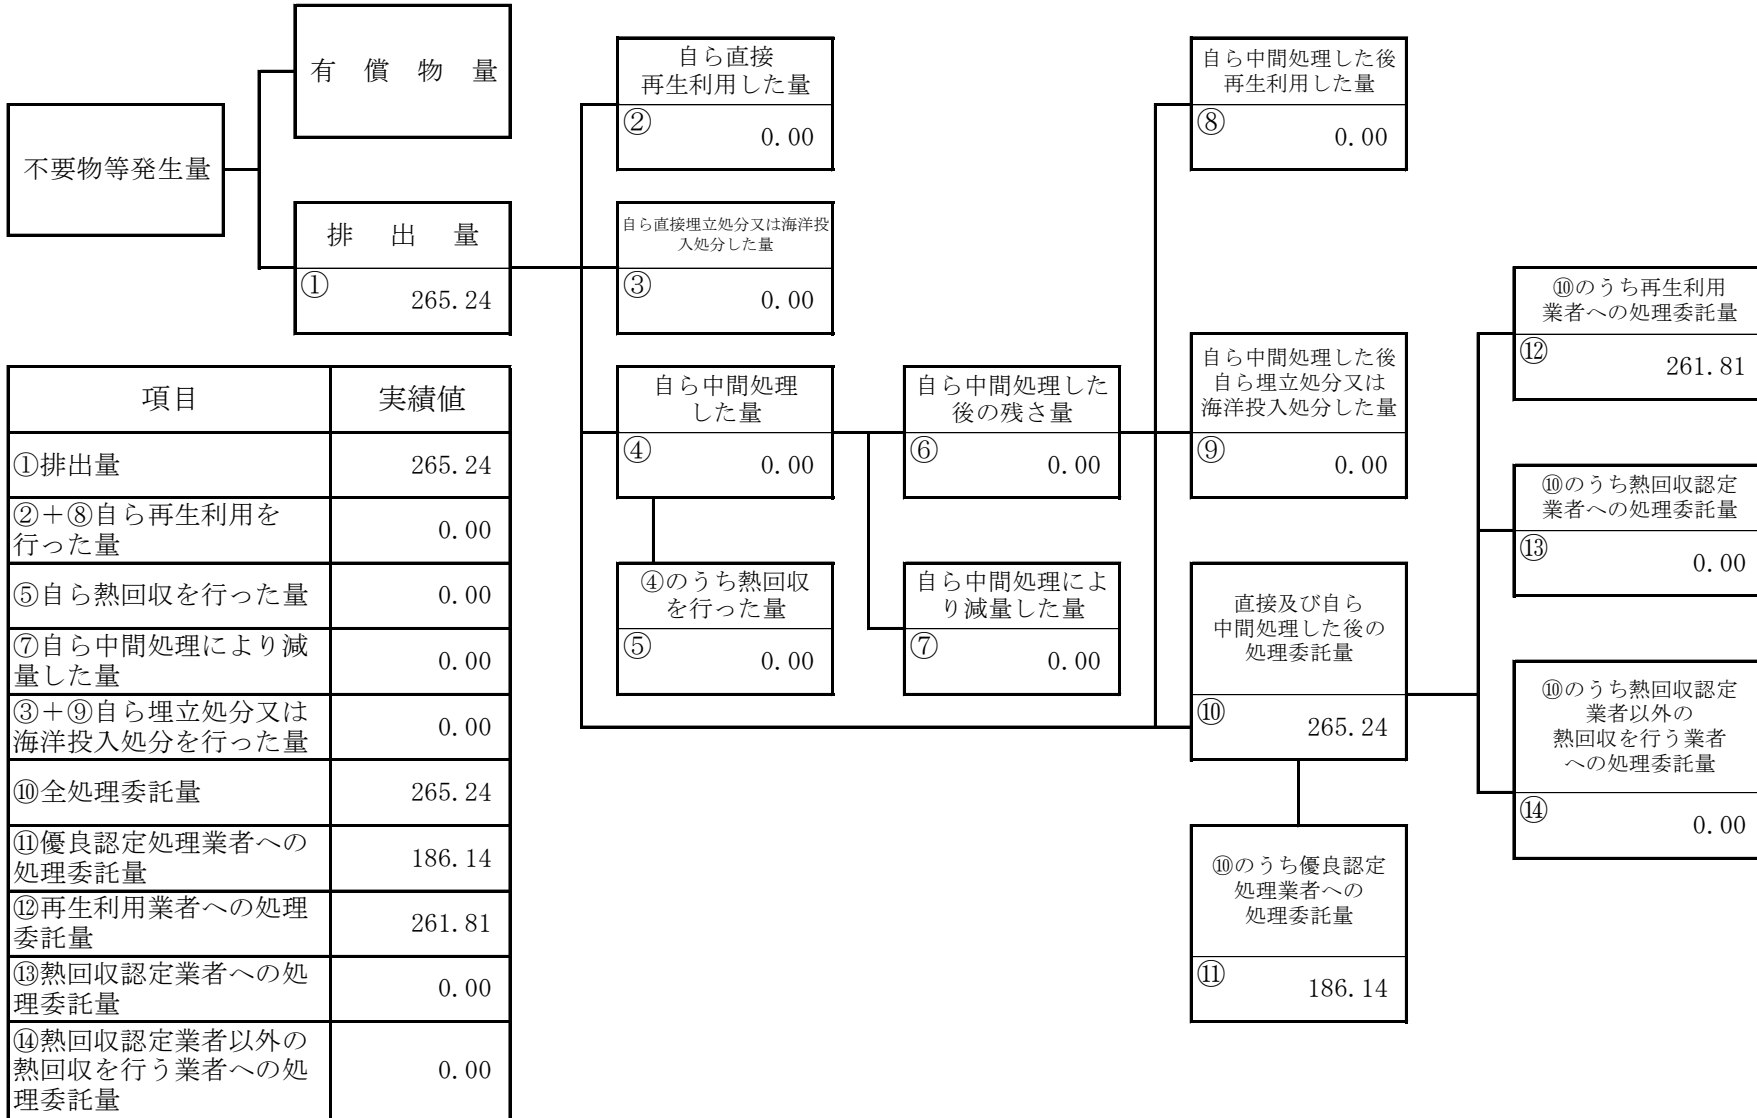 不要物等発生量
有　償　物　量
排　出　量
①
265.24
自ら直接
再生利用した量
②
0.00
自ら直接埋立処分又は海洋投
入処分した量
③
0.00
自ら中間処理
した量
④
0.00
④のうち熱回収
を行った量
⑤
0.00
自ら中間処理した
後の残さ量
⑥
0.00
自ら中間処理によ
り減量した量
⑦
0.00
自ら中間処理した後
再生利用した量
⑧
0.00
自ら中間処理した後
自ら埋立処分又は
海洋投入処分した量
⑨
0.00
直接及び自ら
中間処理した後の
処理委託量
⑩
265.24
⑩のうち優良認定
処理業者への
処理委託量
⑪
186.14
⑩のうち再生利用
業者への処理委託量
⑫
261.81
⑩のうち熱回収認定
業者への処理委託量
⑬
0.00
⑩のうち熱回収認定
業者以外の
熱回収を行う業者
への処理委託量
⑭
0.00
項目 実績値
①排出量 265.24
②＋⑧自ら再生利用を
行った量 0.00
⑤自ら熱回収を行った量 0.00
⑦自ら中間処理により減
量した量 0.00
③＋⑨自ら埋立処分又は
海洋投入処分を行った量 0.00
⑩全処理委託量 265.24
⑪優良認定処理業者への
処理委託量 186.14
⑫再生利用業者への処理
委託量 261.81
⑬熱回収認定業者への処
理委託量 0.00
⑭熱回収認定業者以外の
熱回収を行う業者への処
理委託量 0.00